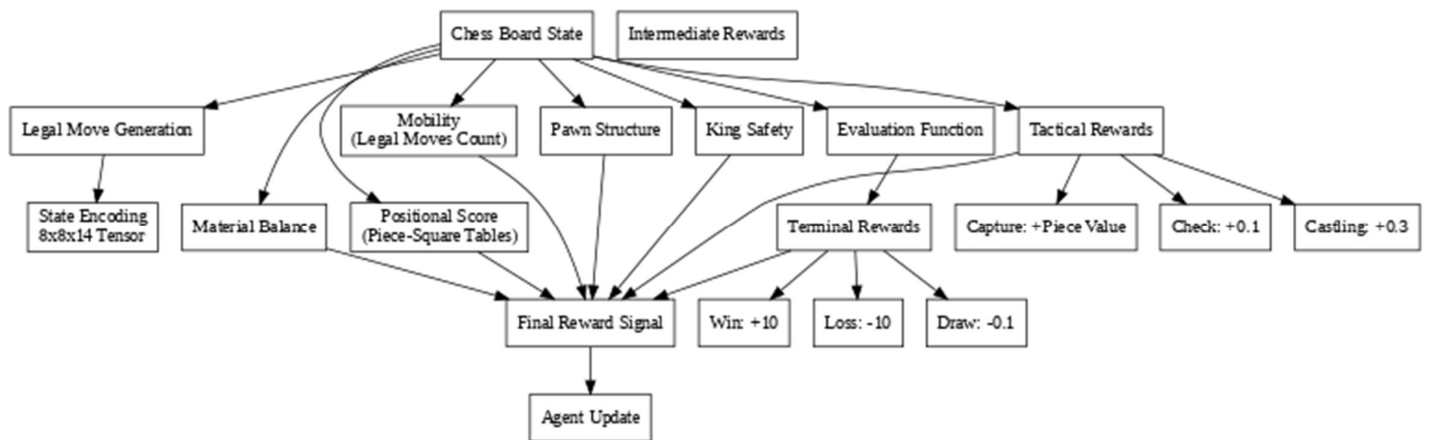 Chess Board State
Intermediate Rewards
Legal Move Generation
Mobility
(Legal Moves Count)
Pawn Structure
King Safety
Evaluation Function
Tactical Rewards
State Encoding
8x8x14 Tensor
Material Balance
Positional Score
(Piece-Square Tables)
Terminal Rewards
Capture: +Piece Value
Check: +0.1
Castling: +0.3
Final Reward Signal
Win: +10
Loss: -10
Draw: -0.1
Agent Update